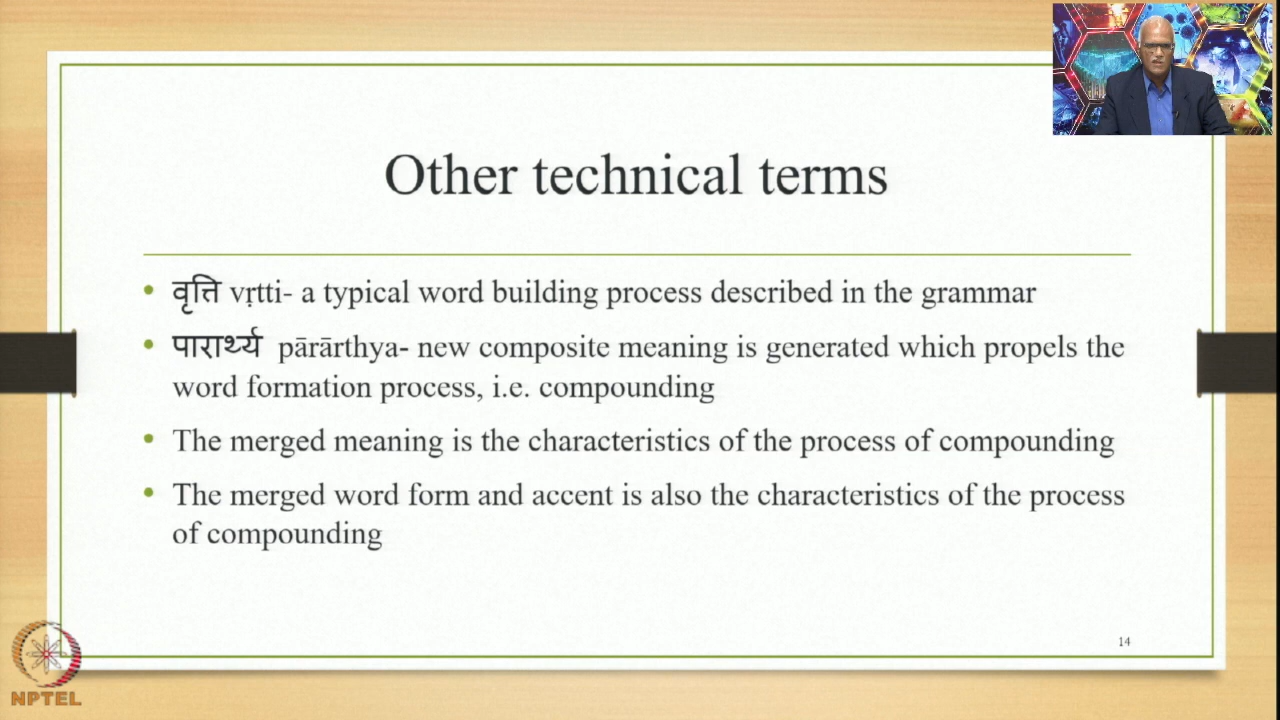 Other technical terms
• वृत्ति vṛtti- a typical word building process described in the grammar
• पारार्थ्य pārārthya- new composite meaning is generated which propels the
word formation process, i.e. compounding
• The merged meaning is the characteristics of the process of compounding
• The merged word form and accent is also the characteristics of the process
of compounding
14
NPTEL